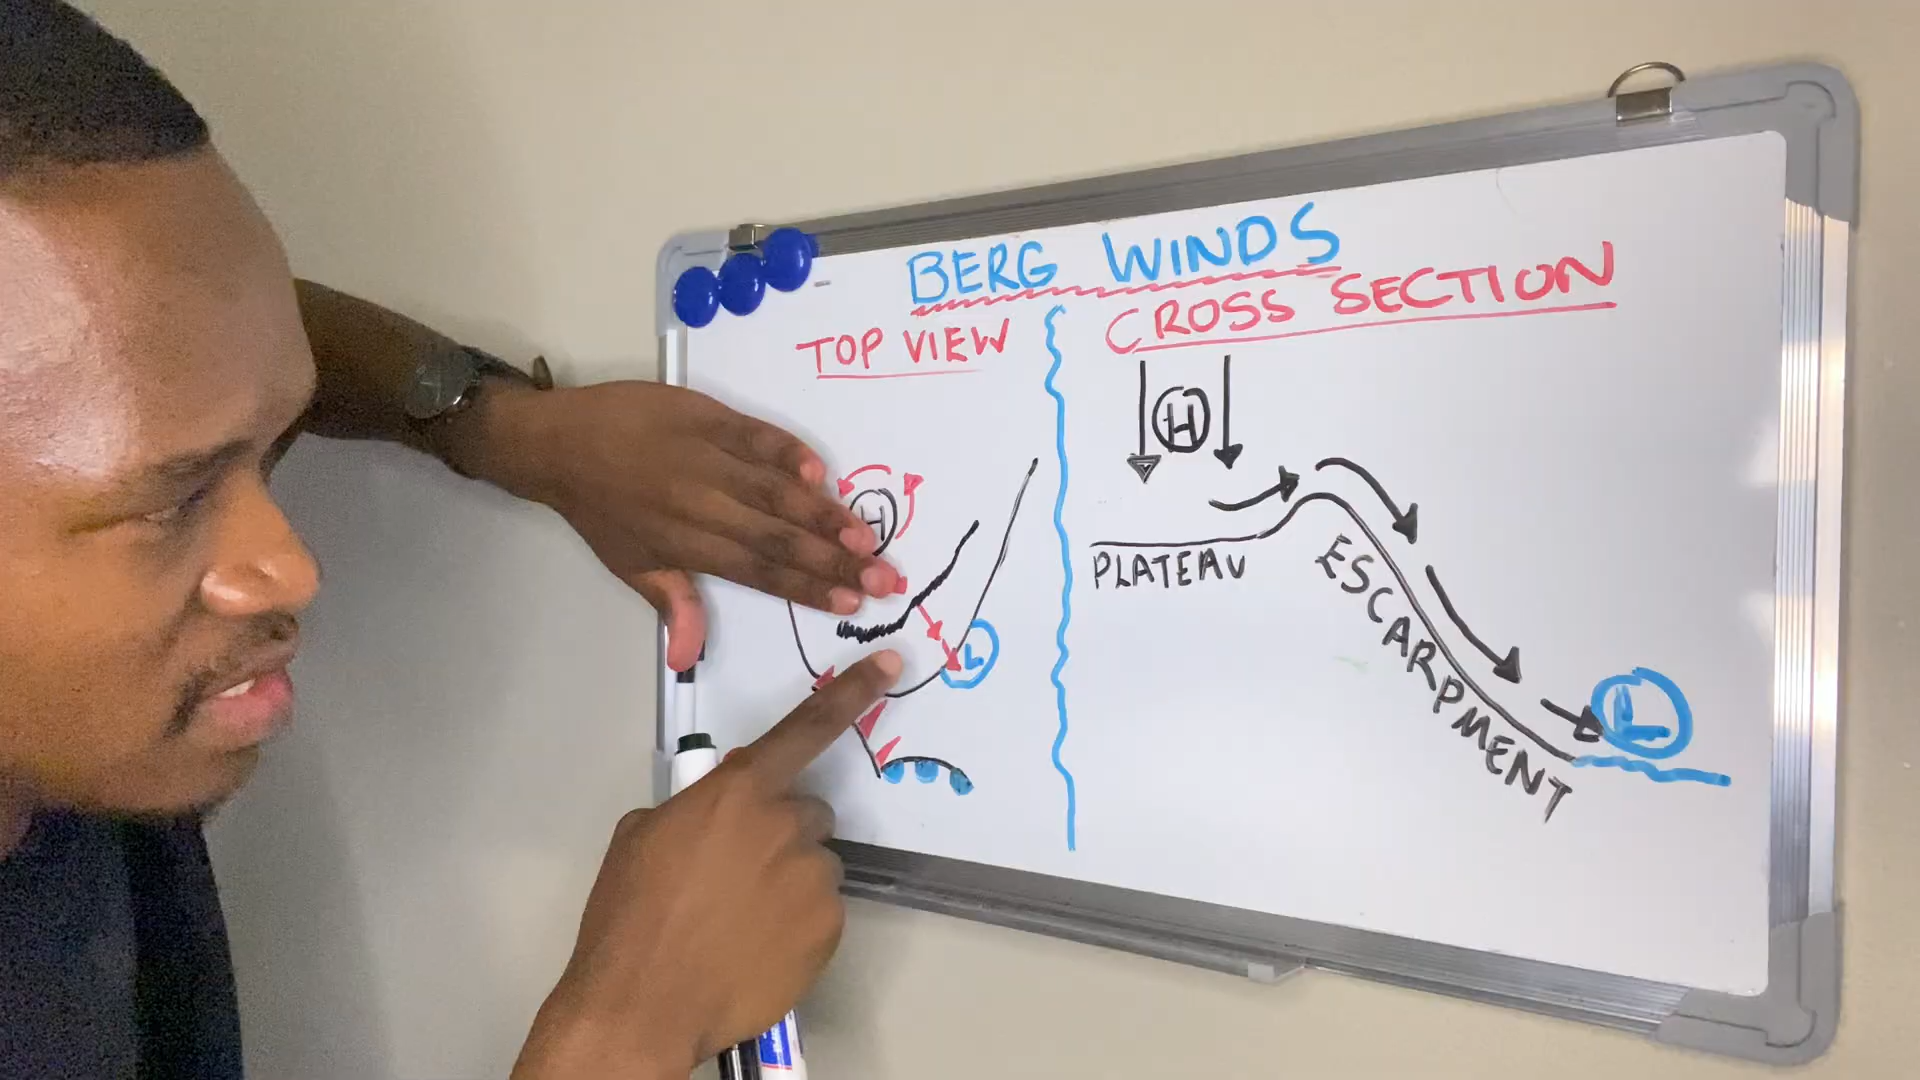 BERG WINDS
TOP VIEW
H
L
CROSS SECTION
H
PLATEAU
ESCARPMENT
L